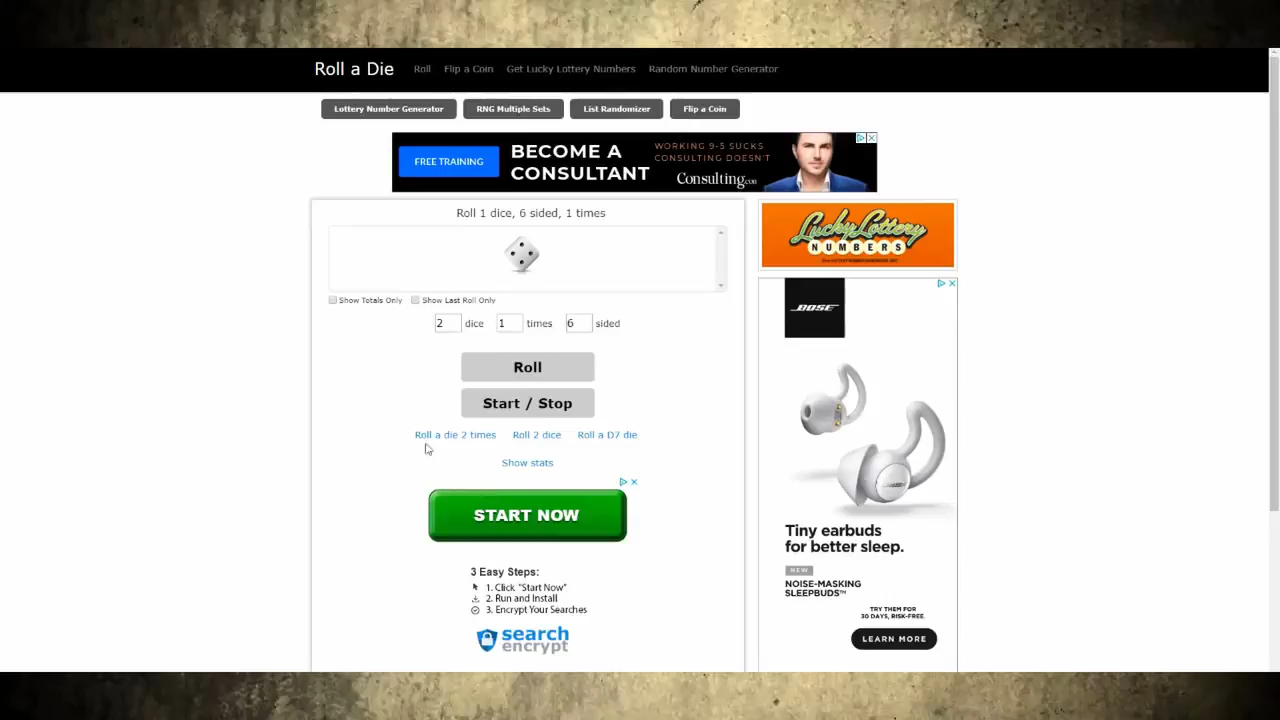 Roll a Die
Roll
Flip a Coin
Get Lucky Lottery Numbers
Random Number Generator
Lottery Number Generator
RNG Multiple Sets
List Randomizer
Flip a Coin
FREE TRAINING
BECOME A
CONSULTANT
WORKING 9-5 SUCKS
CONSULTING DOESN'T
Consulting.com
Roll 1 dice, 6 sided, 1 times
Show Totals Only
Show Last Roll Only
2 dice 1 times 6 sided
Roll
Start / Stop
Roll a die 2 times
Roll 2 dice
Roll a D7 die
Show stats
START NOW
3 Easy Steps:
1. Click "Start Now"
2. Run and Install
3. Encrypt Your Searches
search
encrypt
Lucky Lottery
NUMBERS
BOSE
Tiny earbuds
for better sleep.
NEW
NOISE-MASKING
SLEEPBUDS™
TRY THEM FOR
30 DAYS, RISK-FREE.
LEARN MORE